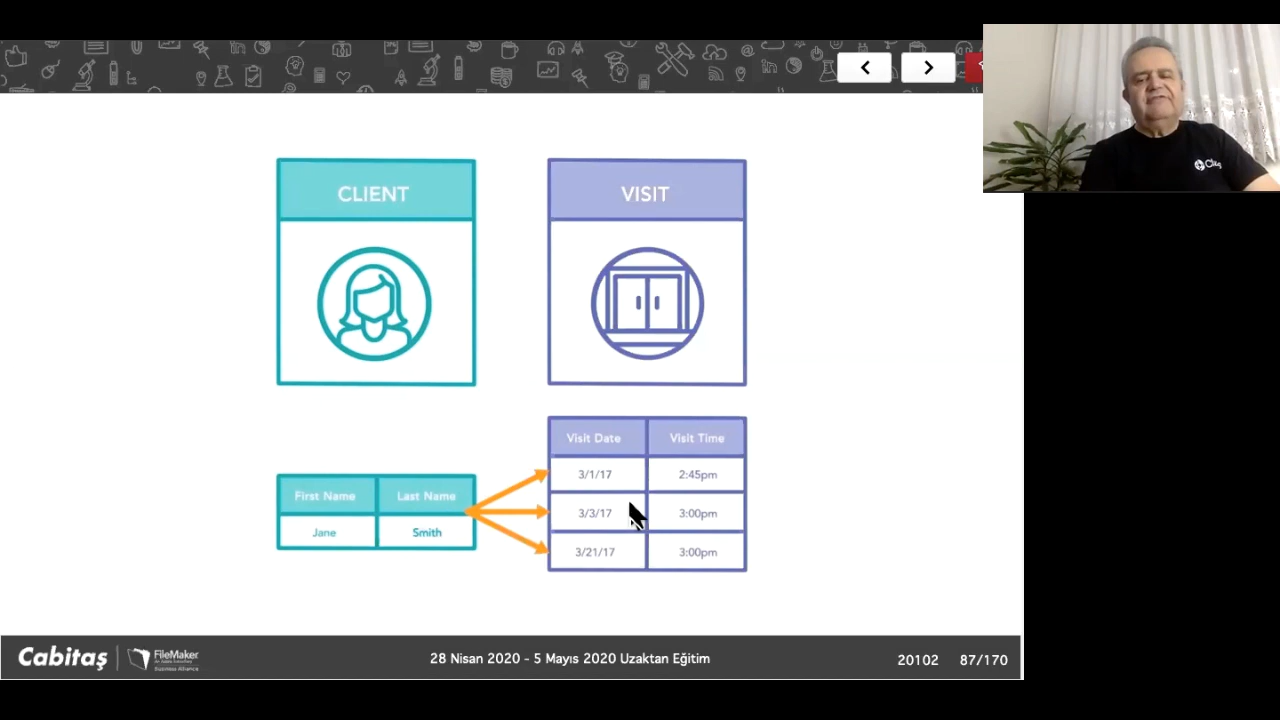 CLIENT
VISIT
Visit Date
Visit Time
3/1/17
2:45pm
First Name
Last Name
3/3/17
3:00pm
Jane
Smith
3/21/17
3:00pm
Cabitaş
FileMaker
Business Alliance
28 Nisan 2020 - 5 Mayıs 2020 Uzaktan Eğitim
20102
87/170